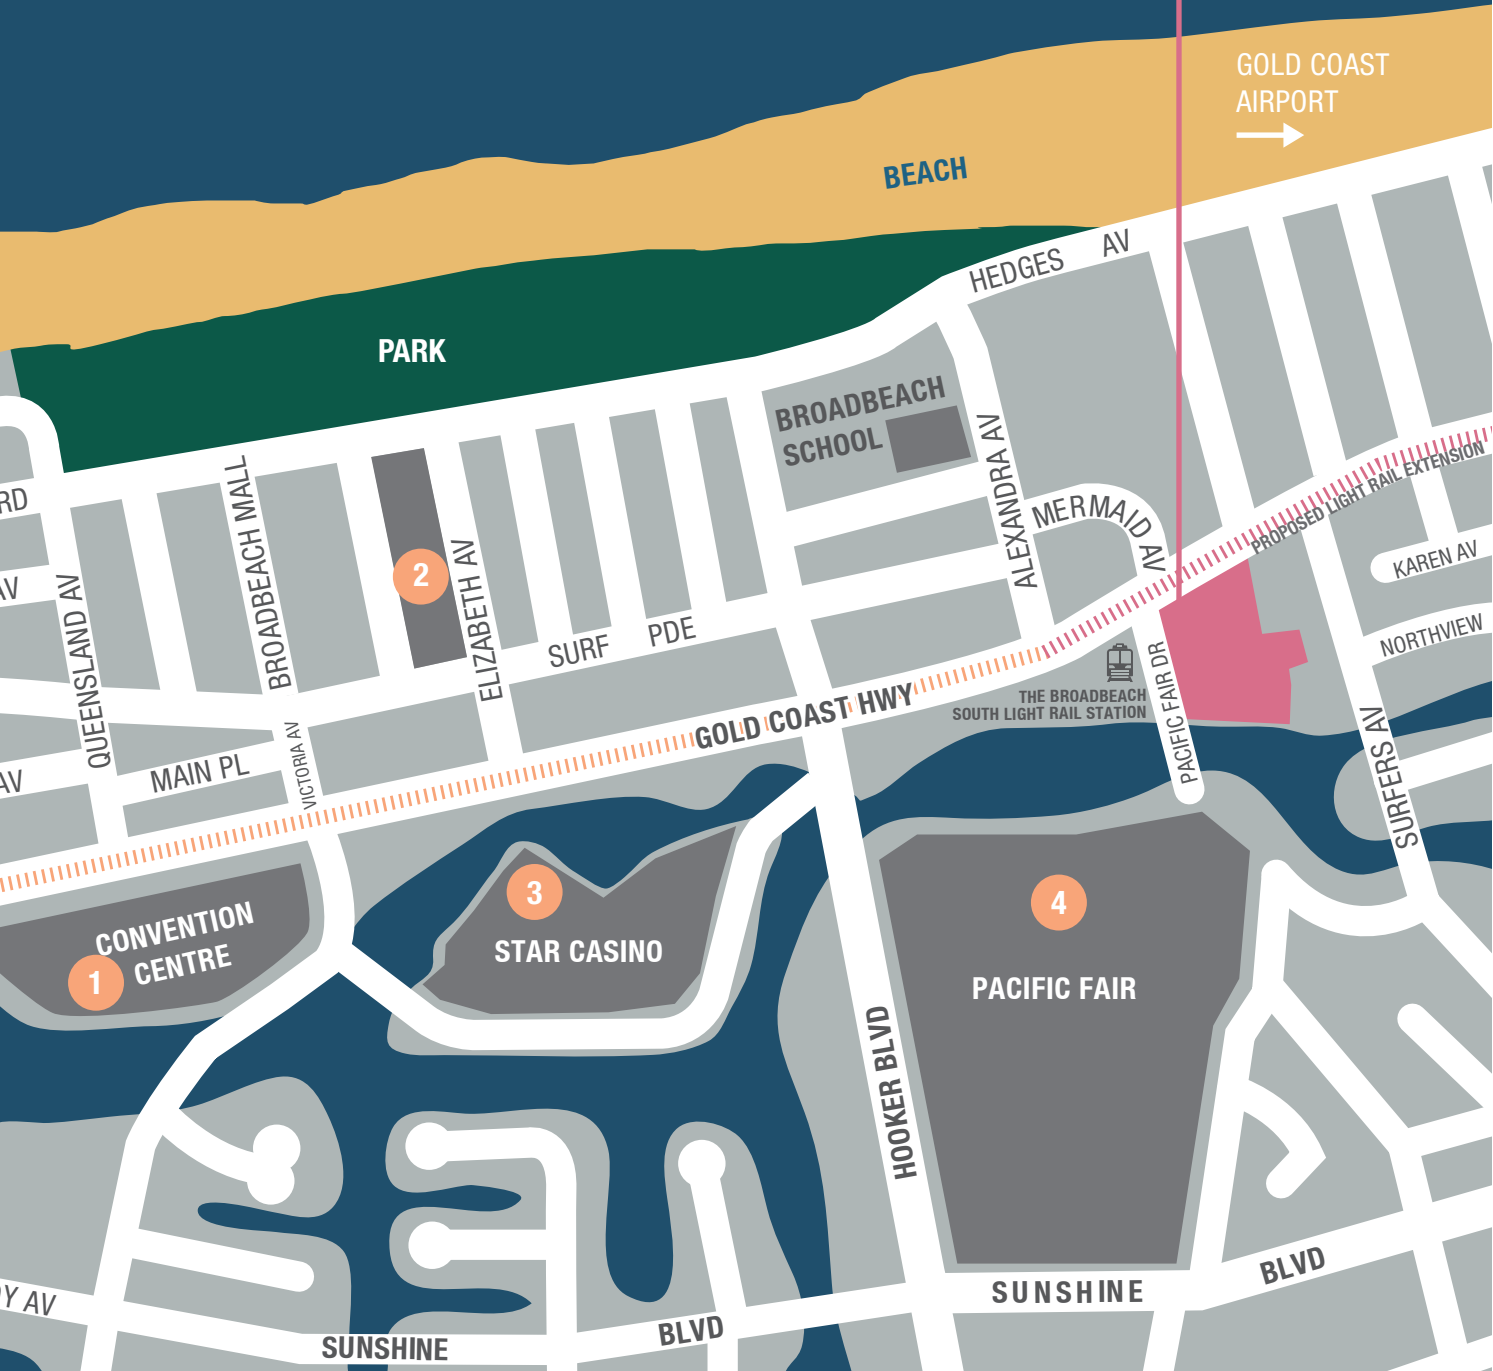 GOLD COAST
AIRPORT
BEACH
HEDGES AV
PARK
BROADBEACH
SCHOOL
ALEXANDRA AV
MERMAID AV
PROPOSED LIGHT RAIL EXTENSION
KAREN AV
NORTHVIEW
RD
AV
QUEENSLAND AV
BROADBEACH MALL
2
ELIZABETH AV
SURF PDE
THE BROADBEACH
SOUTH LIGHT RAIL STATION
PACIFIC FAIR DR
SURFERS AV
GOLD COAST HWY
AV
MAIN PL
VICTORIA AV
CONVENTION
CENTRE
1
3
STAR CASINO
4
PACIFIC FAIR
HOOKER BLVD
SUNSHINE BLVD
Y AV
SUNSHINE BLVD